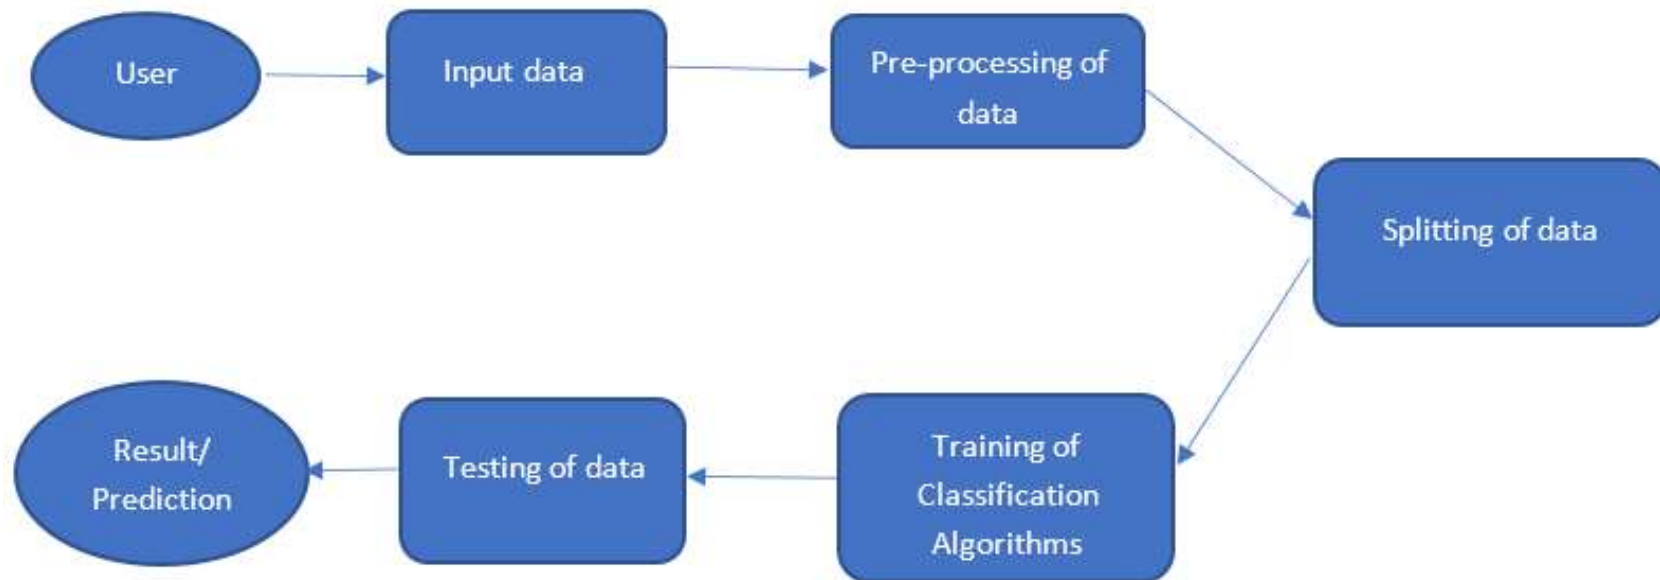 User
Input data
Pre-processing of
data
Splitting of data
Training of
Classification
Algorithms
Testing of data
Result/
Prediction